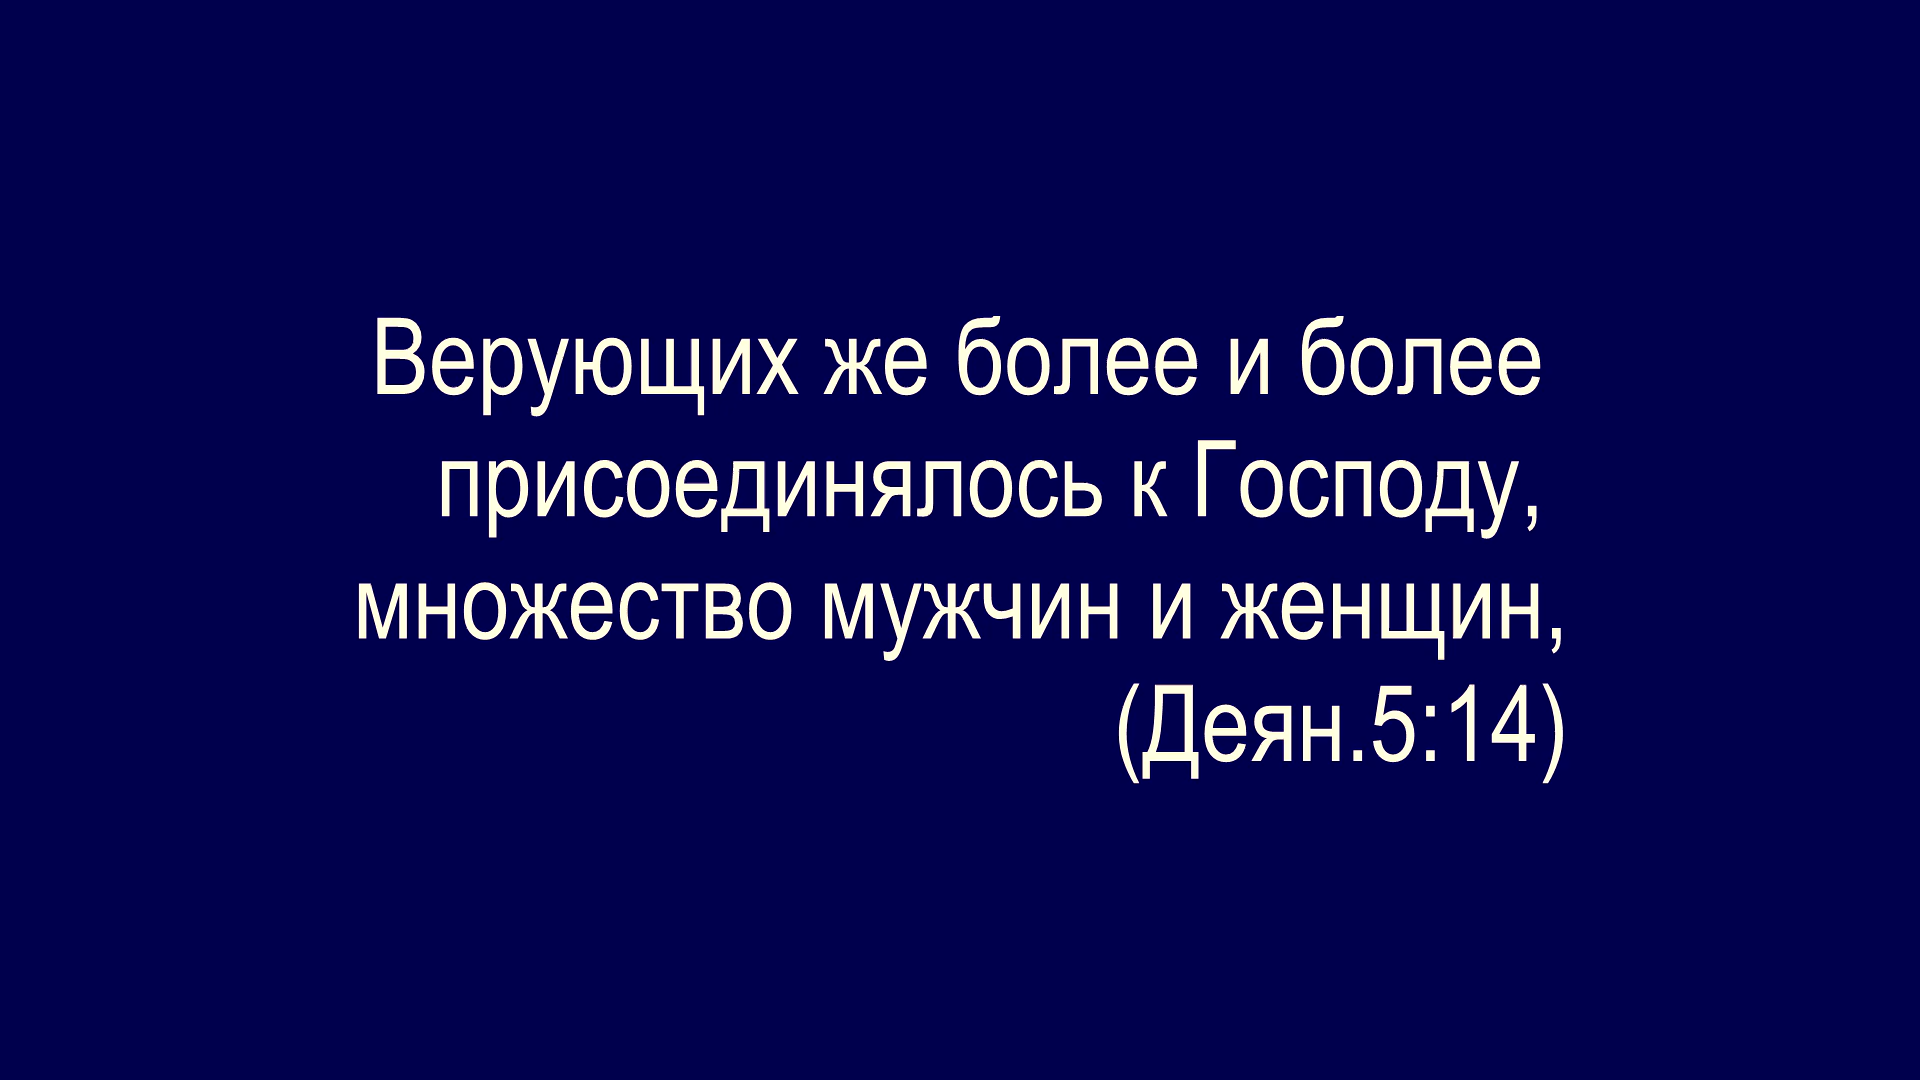 Верующих же более и более
присоединялось к Господу,
множество мужчин и женщин,
(Деян.5:14)